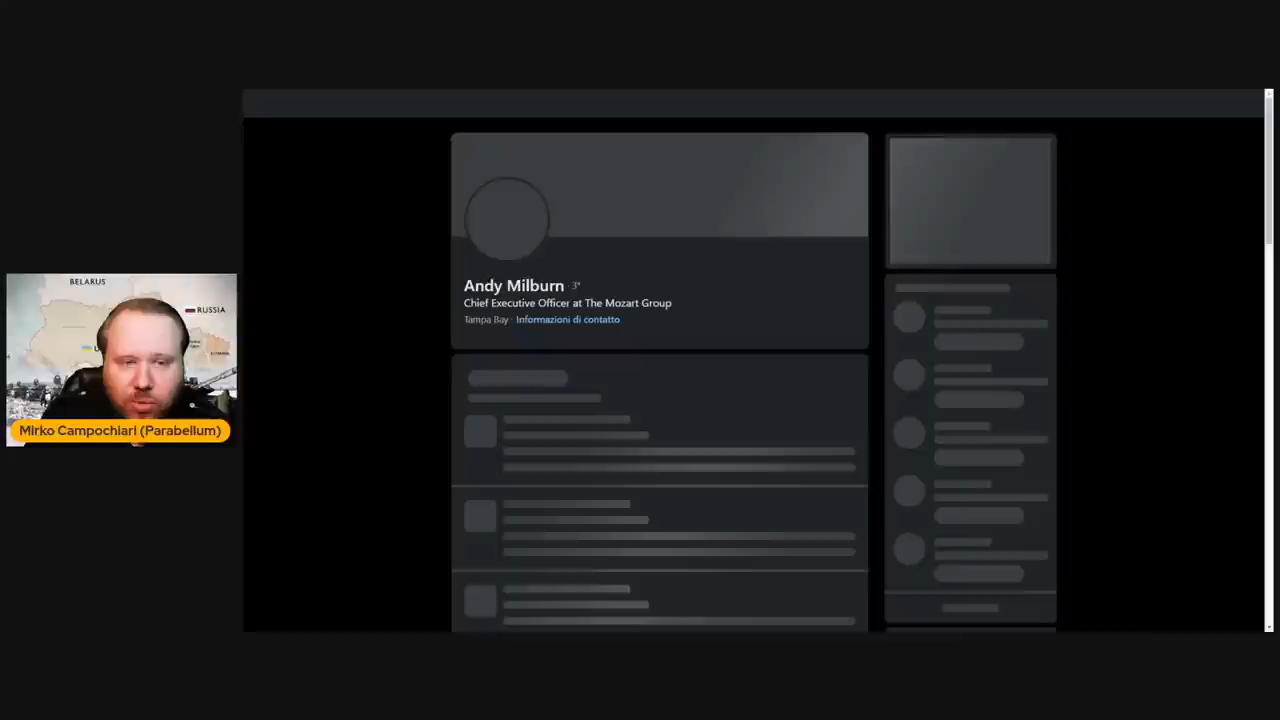 BELARUS
RUSSIA
Mirko Campochiari (Parabellum)
Andy Milburn · 3°
Chief Executive Officer at The Mozart Group
Tampa Bay · Informazioni di contatto